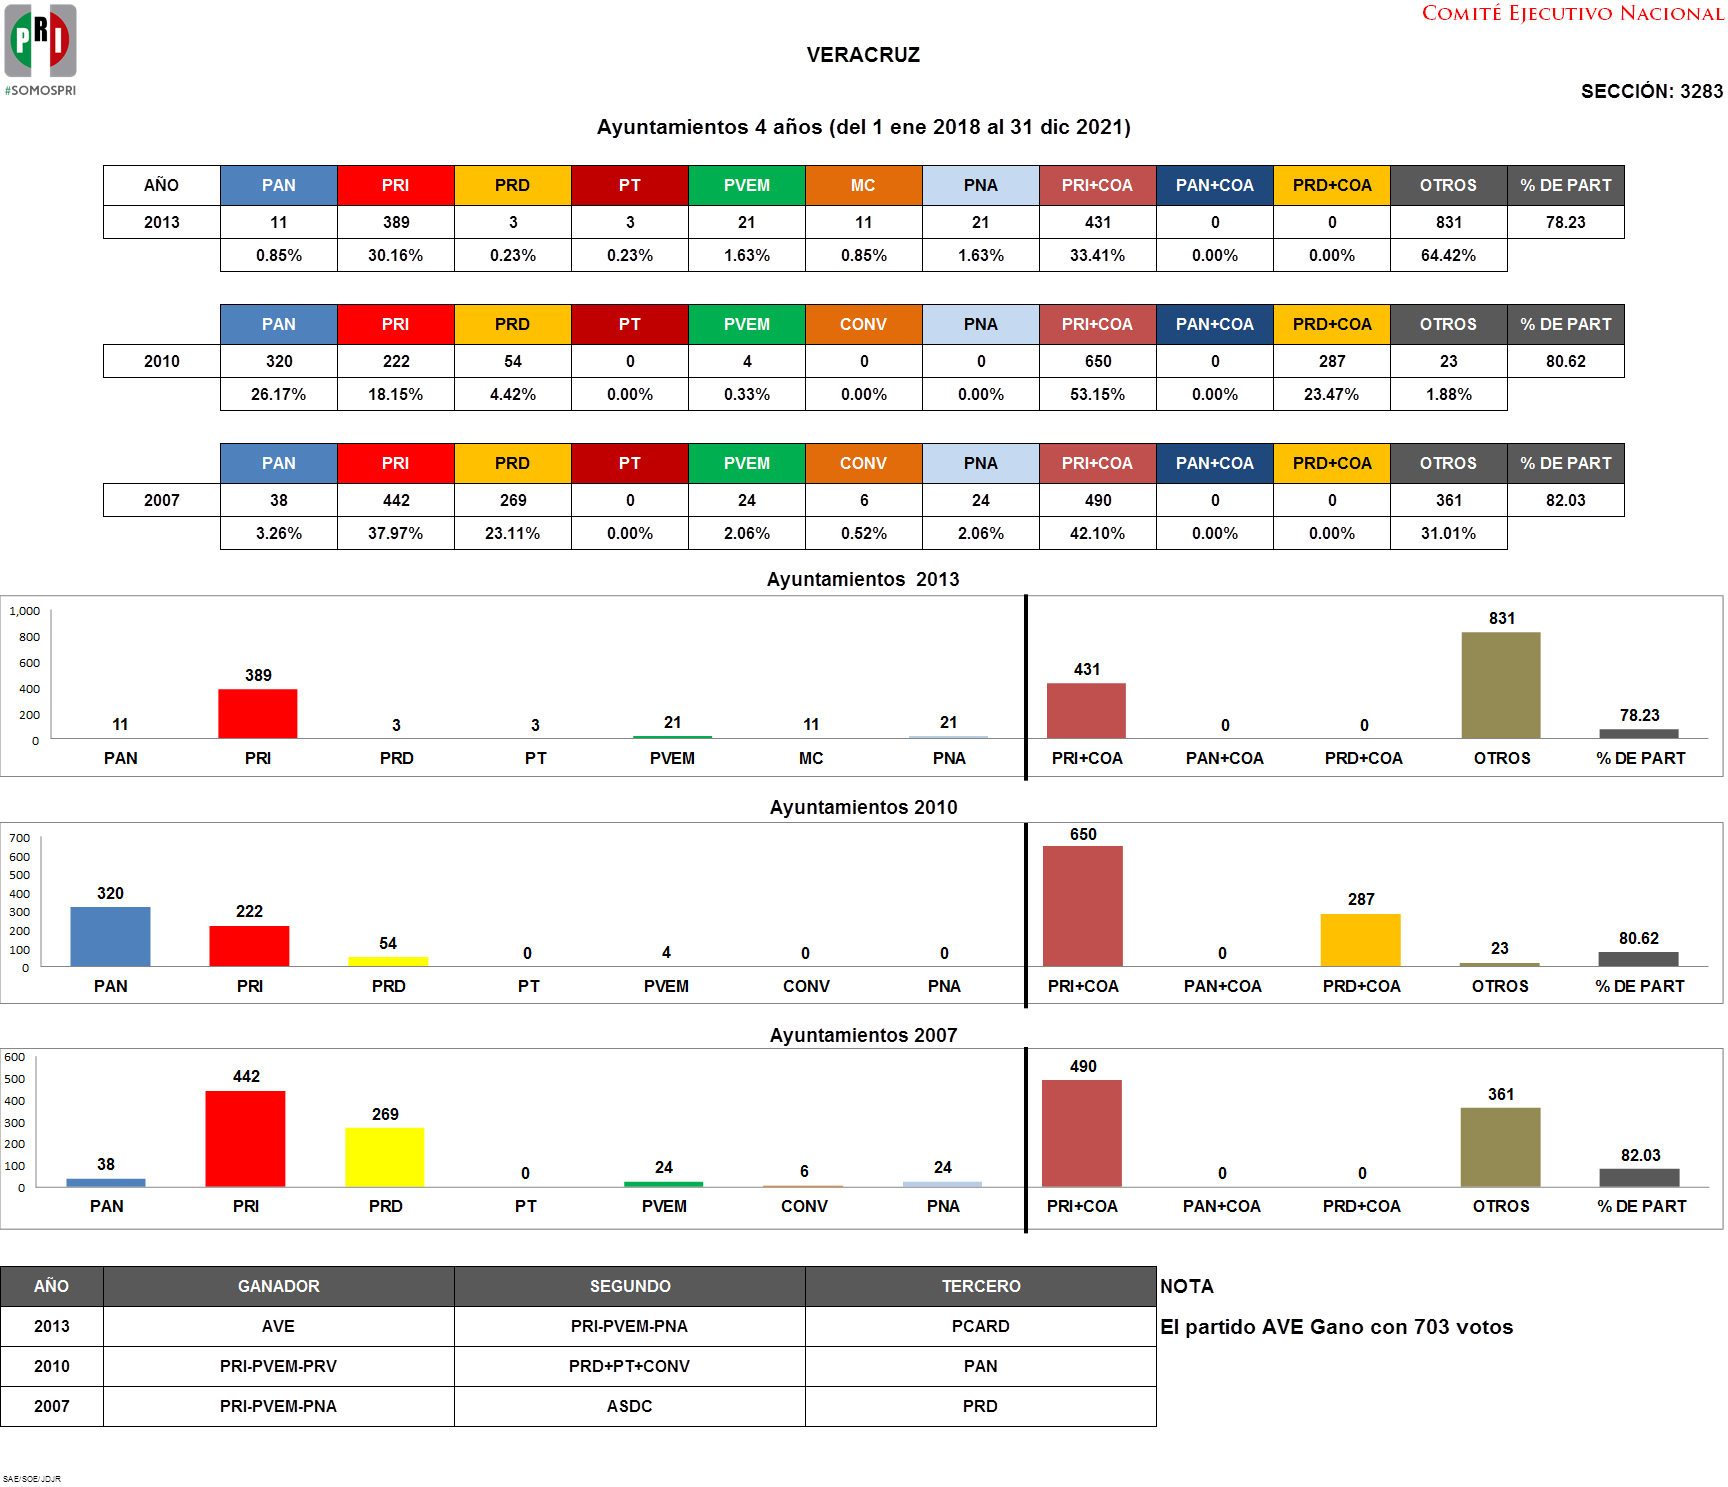 PRI
#SOMOSPRI
COMITÉ EJECUTIVO NACIONAL
VERACRUZ
SECCIÓN: 3283
Ayuntamientos 4 años (del 1 ene 2018 al 31 dic 2021)
AÑO PAN PRI PRD PT PVEM MC PNA PRI+COA PAN+COA PRD+COA OTROS % DE PART
2013 11 389 3 3 21 11 21 431 0 0 831 78.23
0.85% 30.16% 0.23% 0.23% 1.63% 0.85% 1.63% 33.41% 0.00% 0.00% 64.42%
PAN PRI PRD PT PVEM CONV PNA PRI+COA PAN+COA PRD+COA OTROS % DE PART
2010 320 222 54 0 4 0 0 650 0 287 23 80.62
26.17% 18.15% 4.42% 0.00% 0.33% 0.00% 0.00% 53.15% 0.00% 23.47% 1.88%
PAN PRI PRD PT PVEM CONV PNA PRI+COA PAN+COA PRD+COA OTROS % DE PART
2007 38 442 269 0 24 6 24 490 0 0 361 82.03
3.26% 37.97% 23.11% 0.00% 2.06% 0.52% 2.06% 42.10% 0.00% 0.00% 31.01%
Ayuntamientos 2013
1,000
800
600
400
200
0
11 389 3 3 21 11 21 431 0 0 831 78.23
PAN PRI PRD PT PVEM MC PNA PRI+COA PAN+COA PRD+COA OTROS % DE PART
Ayuntamientos 2010
700
600
500
400
300
200
100
0
320 222 54 0 4 0 0 650 0 287 23 80.62
PAN PRI PRD PT PVEM CONV PNA PRI+COA PAN+COA PRD+COA OTROS % DE PART
Ayuntamientos 2007
600
500
400
300
200
100
0
38 442 269 0 24 6 24 490 0 0 361 82.03
PAN PRI PRD PT PVEM CONV PNA PRI+COA PAN+COA PRD+COA OTROS % DE PART
AÑO GANADOR SEGUNDO TERCERO NOTA
2013 AVE PRI-PVEM-PNA PCARD El partido AVE Gano con 703 votos
2010 PRI-PVEM-PRV PRD+PT+CONV PAN
2007 PRI-PVEM-PNA ASDC PRD
SAE/SOE/JDJR